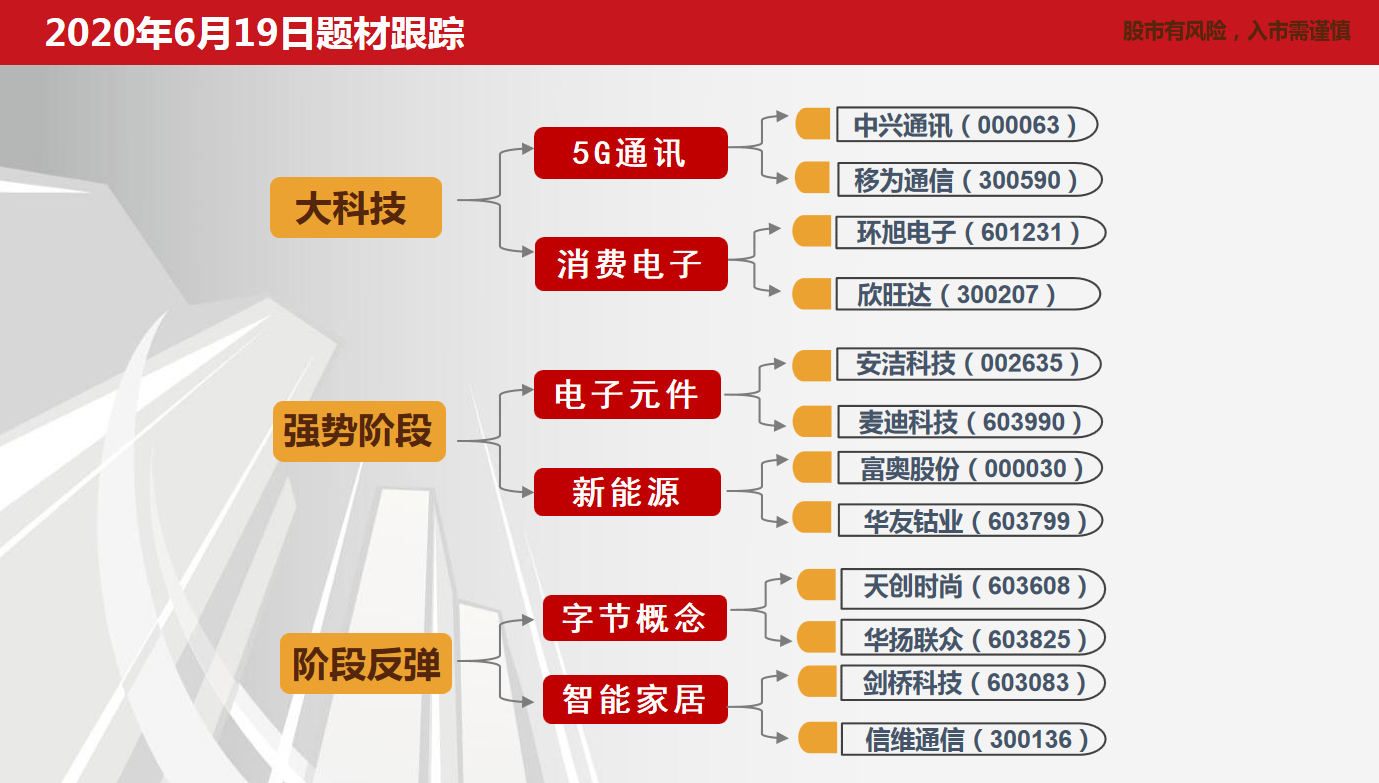 2020年6月19日题材跟踪
股市有风险，入市需谨慎
大科技
5G通讯
中兴通讯（000063）
移为通信（300590）
消费电子
环旭电子（601231）
欣旺达（300207）
强势阶段
电子元件
安洁科技（002635）
麦迪科技（603990）
新能源
富奥股份（000030）
华友钴业（603799）
阶段反弹
字节概念
天创时尚（603608）
华扬联众（603825）
智能家居
剑桥科技（603083）
信维通信（300136）